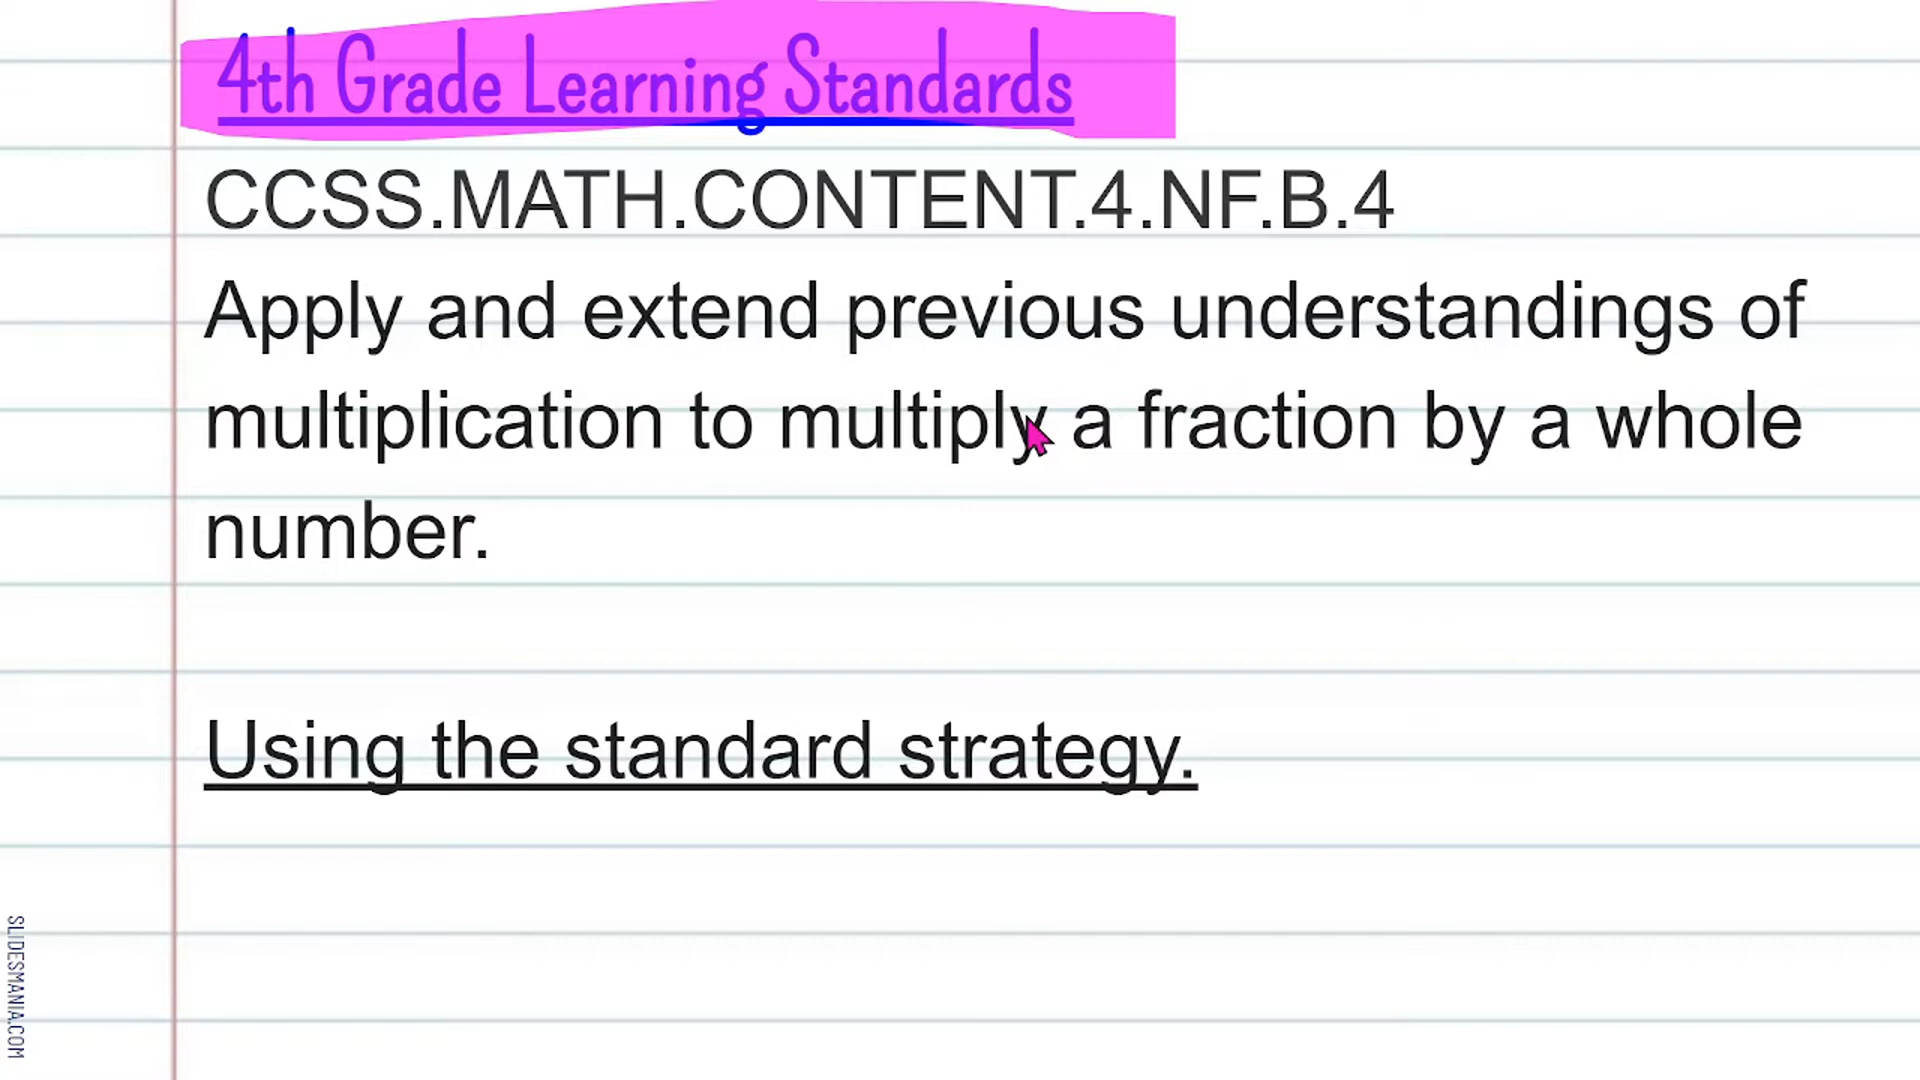 4th Grade Learning Standards
CCSS.MATH.CONTENT.4.NF.B.4
Apply and extend previous understandings of
multiplication to multiply a fraction by a whole
number.
Using the standard strategy.
SLIDESMANIA.COM